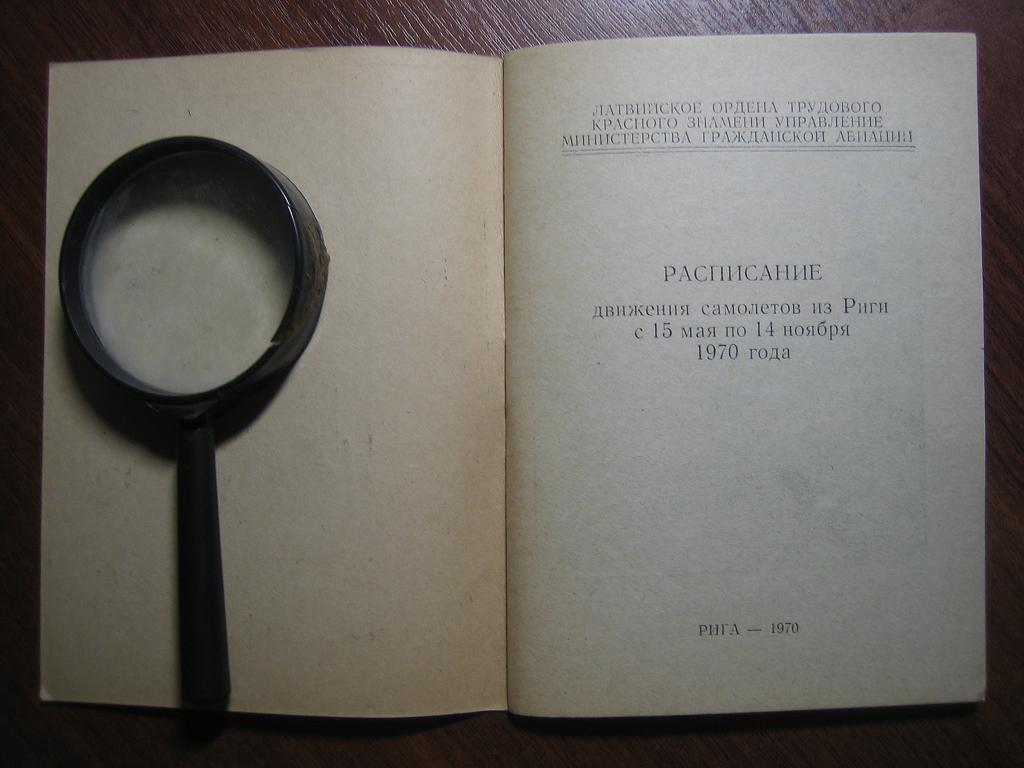 ЛАТВИЙСКОЕ ОРДЕНА ТРУДОВОГО
КРАСНОГО ЗНАМЕНИ УПРАВЛЕНИЕ
МИНИСТЕРСТВА ГРАЖДАНСКОЙ АВИАЦИИ
РАСПИСАНИЕ
движения самолетов из Риги
с 15 мая по 14 ноября
1970 года
РИГА — 1970